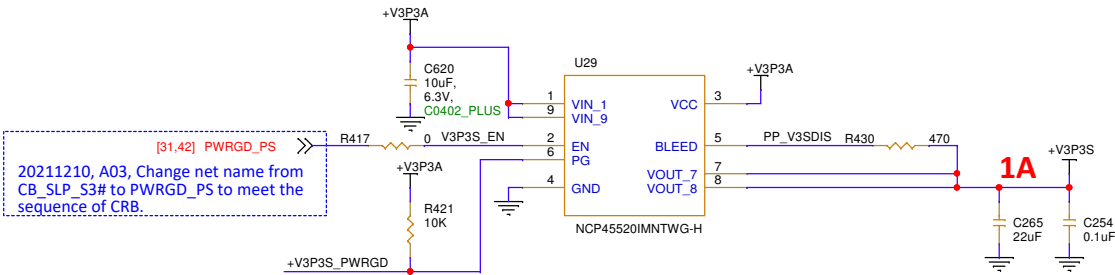 +V3P3A
C620
10uF,
6.3V,
C0402_PLUS
U29
+V3P3A
1
VIN_1
VCC
3
9
VIN_9
[31,42] PWRGD_PS
R417
0
V3P3S_EN
2
EN
BLEED
5
PP_V3SDIS
R430
470
6
PG
+V3P3S
20211210, A03, Change net name from
CB_SLP_S3# to PWRGD_PS to meet the
sequence of CRB.
+V3P3A
VOUT_7
7
1A
4
GND
VOUT_8
8
R421
10K
NCP45520IMNTWG-H
C265
22uF
C254
0.1uF
+V3P3S_PWRGD